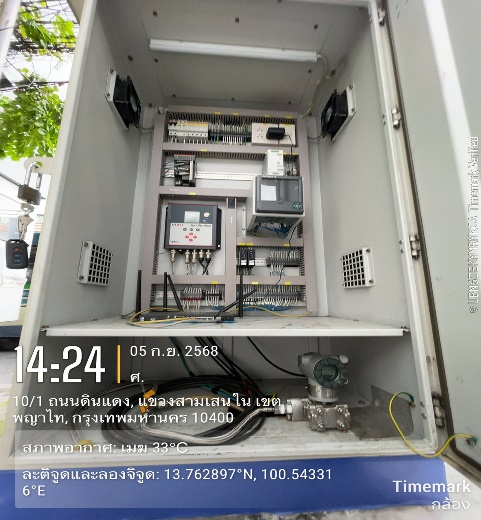 14:24
05 ก.ย. 2568
ศ.
10/1 ถนนดินแดง, แขวงสามเสนใน เขต
พญาไท, กรุงเทพมหานคร 10400
สภาพอากาศ: เมฆ 33°C
ละติจูดและลองจิจูด: 13.762897°N, 100.54331
6°E
Timemark
กล้อง
Timemark Verified